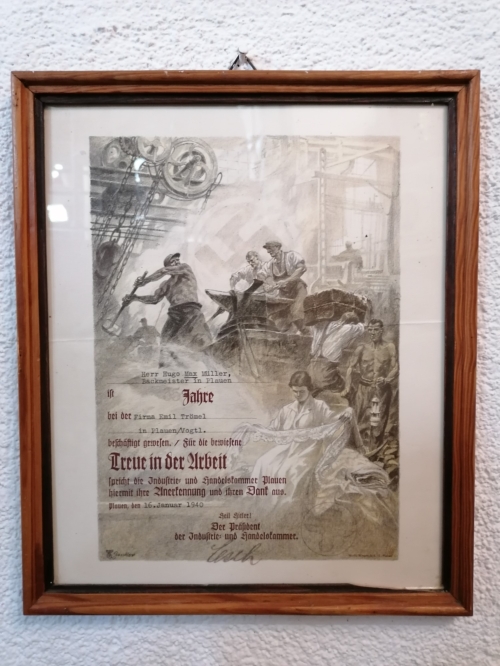 Herr Hugo Max Müller,
Packmeister in Plauen
ist Jahre
bei der Firma Emil Trömel
in Plauen/Vogtl.
beschäftigt gewesen. / Für die bewiesene
Treue in der Arbeit
spricht die Industrie- und Handelskammer Plauen
hiermit ihre Anerkennung und ihren Dank aus.
Plauen, den 16.Januar 1940
Heil Hitler!
Der Präsident
der Industrie- und Handelskammer.